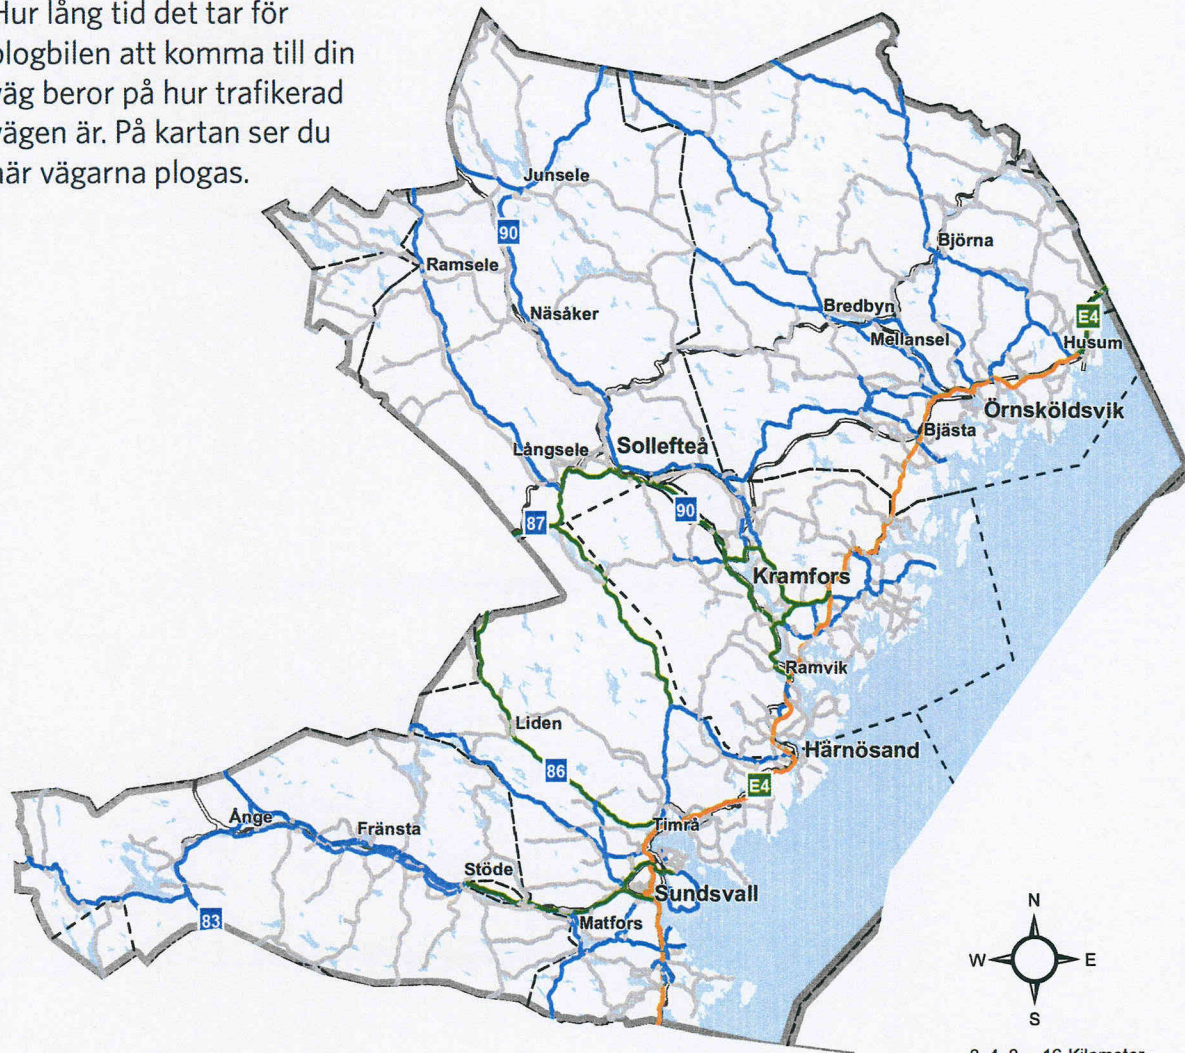 Hur lång tid det tar för
plogbilen att komma till din
väg beror på hur trafikerad
vägen är. På kartan ser du
när vägarna plogas.
Junsele
90
Björna
Ramsele
Näsåker
Bredbyn
E4
Mellansel
Husum
Örnsköldsvik
Bjästa
Långsele
Sollefteå
90
87
Kramfors
Ramvik
Liden
Härnösand
86
E4
Ånge
Fränsta
Timrå
Stöde
Sundsvall
83
Matfors
N
W
E
S
16 Kilometer